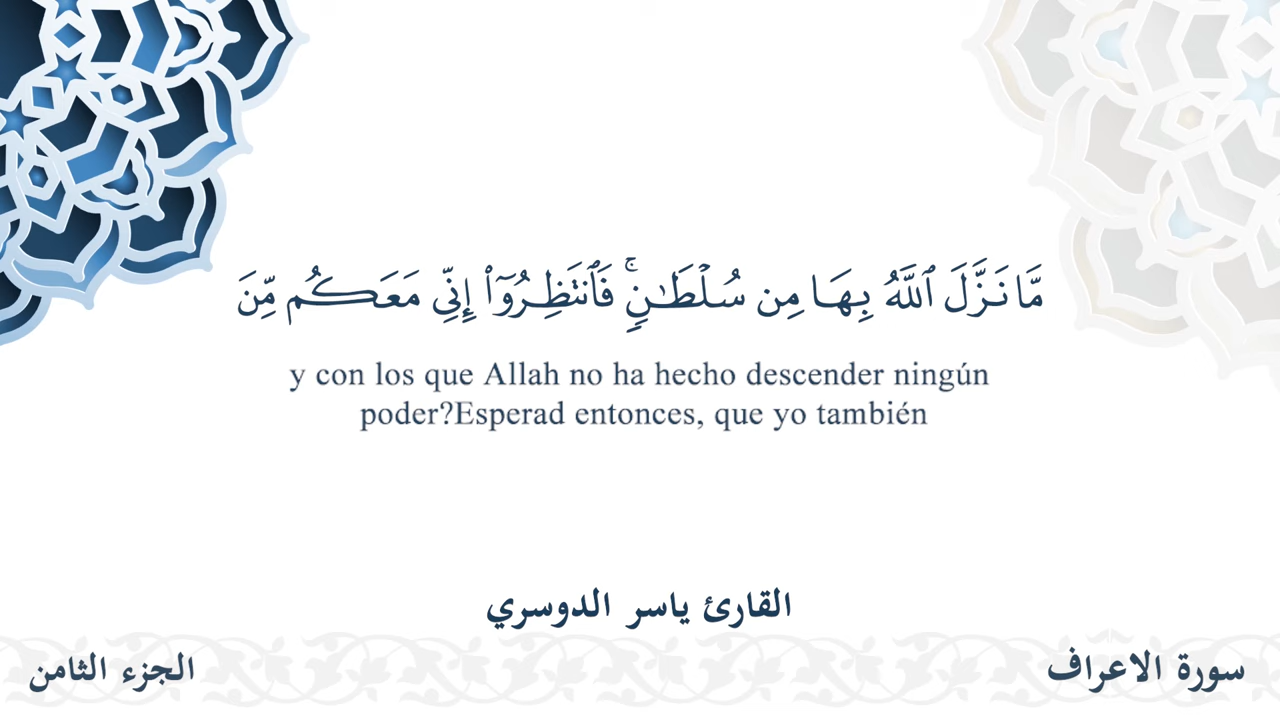 مَّا نَزَّلَ ٱللَّهُ بِهَا مِن سُلْطَـٰنٍۢ ۚ فَٱنتَظِرُوٓا۟ إِنِّى مَعَكُم مِّنَ
y con los que Allah no ha hecho descender ningún
poder?Esperad entonces, que yo también
القارئ ياسر الدوسري
سورة الاعراف
الجزء الثامن